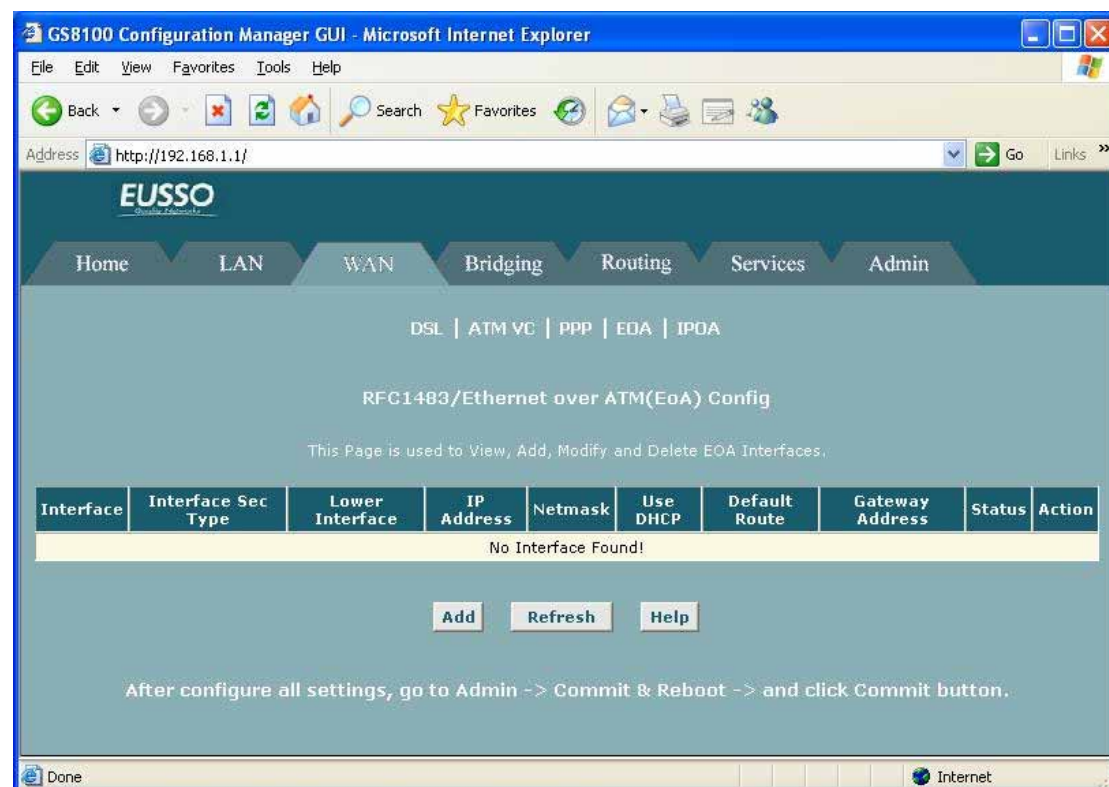 GS8100 Configuration Manager GUI - Microsoft Internet Explorer
File Edit View Favorites Tools Help
Back Search Favorites
Address http://192.168.1.1/ Go Links »
EUSSO
Quality Networks
Home LAN WAN Bridging Routing Services Admin
DSL | ATM VC | PPP | EOA | IPOA
RFC1483/Ethernet over ATM(EoA) Config
This Page is used to View, Add, Modify and Delete EOA Interfaces.
Interface Interface Sec Type Lower Interface IP Address Netmask Use DHCP Default Route Gateway Address Status Action
No Interface Found!
Add Refresh Help
After configure all settings, go to Admin -> Commit & Reboot -> and click Commit button.
Done Internet